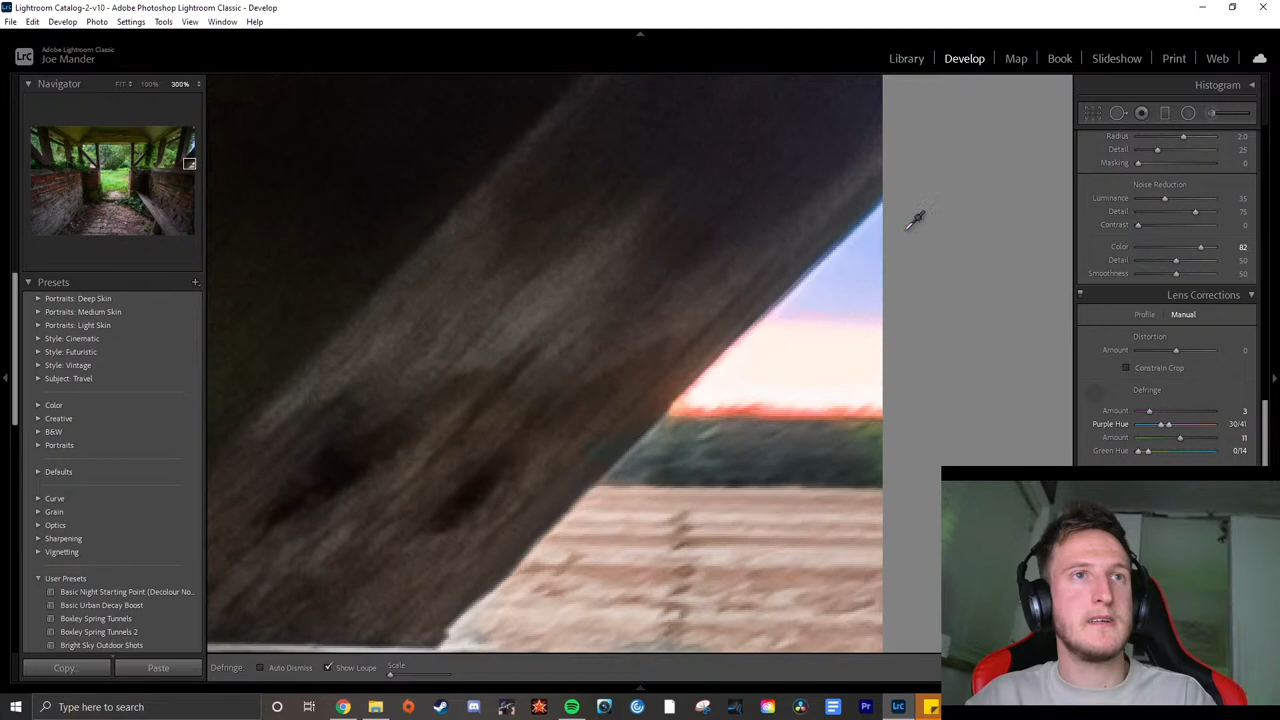 Lightroom Catalog-2-v10 - Adobe Photoshop Lightroom Classic - Develop
File Edit Develop Photo Settings Tools View Window Help
Lrc
Adobe Lightroom Classic
Joe Mander
Library Develop Map Book Slideshow Print Web
Navigator FIT 100% 300%
Histogram
Radius 2.0
Detail 25
Masking 0
Noise Reduction
Luminance 35
Detail 75
Contrast 0
Color 82
Detail 50
Smoothness 50
Lens Corrections
Profile Manual
Distortion
Amount 0
Constrain Crop
Defringe
Amount 3
Purple Hue 30/41
Amount 11
Green Hue 0/14
Presets
Portraits: Deep Skin
Portraits: Medium Skin
Portraits: Light Skin
Style: Cinematic
Style: Futuristic
Style: Vintage
Subject: Travel
Color
Creative
B&W
Portraits
Defaults
Curve
Grain
Optics
Sharpening
Vignetting
User Presets
Basic Night Starting Point (Decolour No...
Basic Urban Decay Boost
Boxley Spring Tunnels
Boxley Spring Tunnels 2
Bright Sky Outdoor Shots
Copy... Paste
Defringe: Auto Dismiss Show Loupe Scale
Type here to search
Pr
Lrc